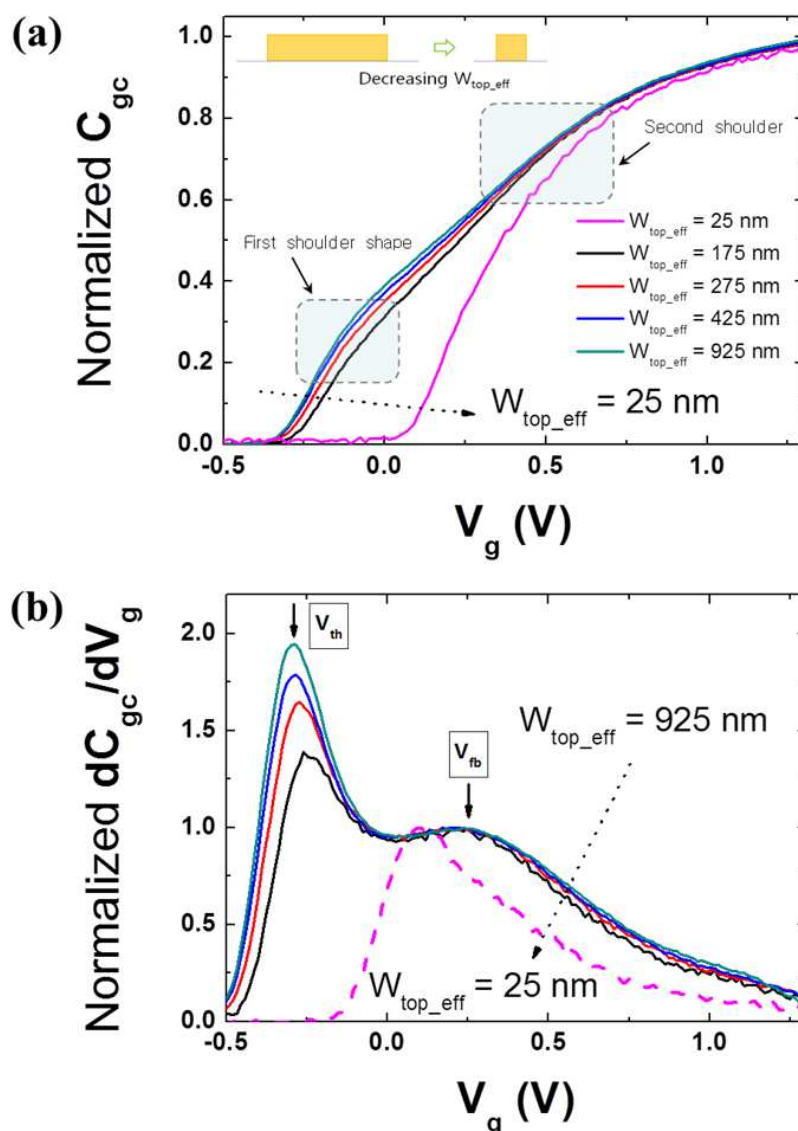 (a)
Normalized C_gc
1.0
0.8
0.6
0.4
0.2
0.0
Decreasing W_top_eff
Second shoulder
First shoulder shape
W_top_eff = 25 nm
W_top_eff = 175 nm
W_top_eff = 275 nm
W_top_eff = 425 nm
W_top_eff = 925 nm
W_top_eff = 25 nm
-0.5
0.0
0.5
1.0
V_g (V)
(b)
Normalized dC_gc/dV_g
2.0
1.5
1.0
0.5
0.0
V_th
V_fb
W_top_eff = 925 nm
W_top_eff = 25 nm
-0.5
0.0
0.5
1.0
V_g (V)